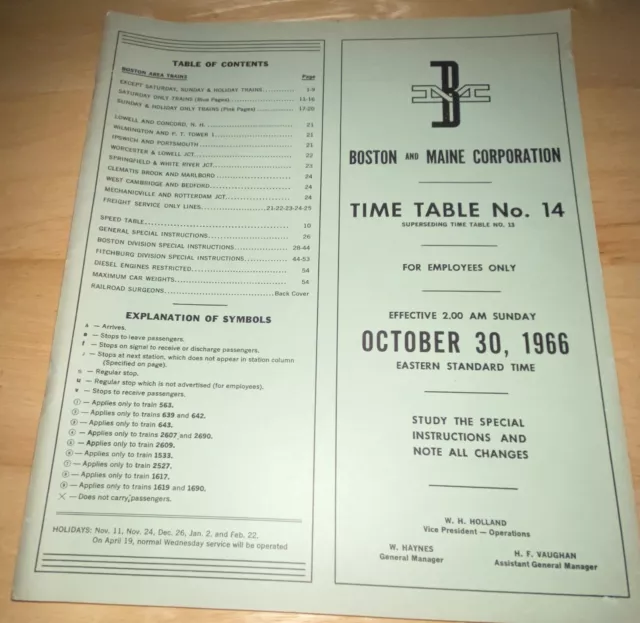 TABLE OF CONTENTS
BOSTON AREA TRAINS Page
EXCEPT SATURDAY, SUNDAY & HOLIDAY TRAINS 1-9
SATURDAY ONLY TRAINS (Blue Pages) 11-16
SUNDAY & HOLIDAY ONLY TRAINS (Pink Pages) 17-20
LOWELL AND CONCORD, N. H. 21
WILMINGTON AND F. T. TOWER 1 21
IPSWICH AND PORTSMOUTH 21
WORCESTER & LOWELL JCT. 22
SPRINGFIELD & WHITE RIVER JCT. 23
CLEMATIS BROOK AND MARLBORO 24
WEST CAMBRIDGE AND BEDFORD 24
MECHANICVILLE AND ROTTERDAM JCT. 24
FREIGHT SERVICE ONLY LINES 21-22-23-24-25
SPEED TABLE 10
GENERAL SPECIAL INSTRUCTIONS 26
BOSTON DIVISION SPECIAL INSTRUCTIONS 28-44
FITCHBURG DIVISION SPECIAL INSTRUCTIONS 44-53
DIESEL ENGINES RESTRICTED 54
MAXIMUM CAR WEIGHTS 54
RAILROAD SURGEONS Back Cover
EXPLANATION OF SYMBOLS
— Arrives.
— Stops to leave passengers.
f — Stops on signal to receive or discharge passengers.
— Stops at next station, which does not appear in station column
(Specified on page).
s — Regular stop.
u — Regular stop which is not advertised (for employees).
— Stops to receive passengers.
① — Applies only to train 563.
② — Applies only to trains 639 and 642.
③ — Applies only to train 643.
④ — Applies only to trains 2607 and 2690.
⑤ — Applies only to train 2609.
⑥ — Applies only to train 1533.
⑦ — Applies only to train 2527.
⑧ — Applies only to train 1617.
⑨ — Applies only to trains 1619 and 1690.
X — Does not carry passengers.
HOLIDAYS: Nov. 11, Nov. 24, Dec. 26, Jan. 2, and Feb. 22.
On April 19, normal Wednesday service will be operated
B
M
BOSTON AND MAINE CORPORATION
TIME TABLE No. 14
SUPERSEDING TIME TABLE NO. 13
FOR EMPLOYEES ONLY
EFFECTIVE 2.00 AM SUNDAY
OCTOBER 30, 1966
EASTERN STANDARD TIME
STUDY THE SPECIAL
INSTRUCTIONS AND
NOTE ALL CHANGES
W. H. HOLLAND
Vice President — Operations
W. HAYNES
General Manager
H. F. VAUGHAN
Assistant General Manager